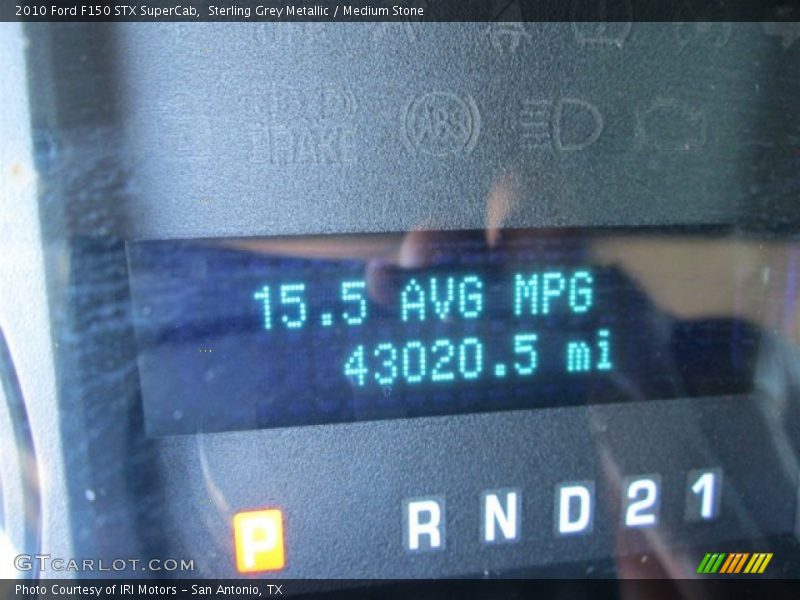 2010 Ford F150 STX SuperCab,  Sterling Grey Metallic / Medium Stone
BRAKE ABS
15.5 AVG MPG
43020.5 mi
P R N D 2 1
GTCARLOT.COM
Photo Courtesy of IRI Motors – San Antonio, TX